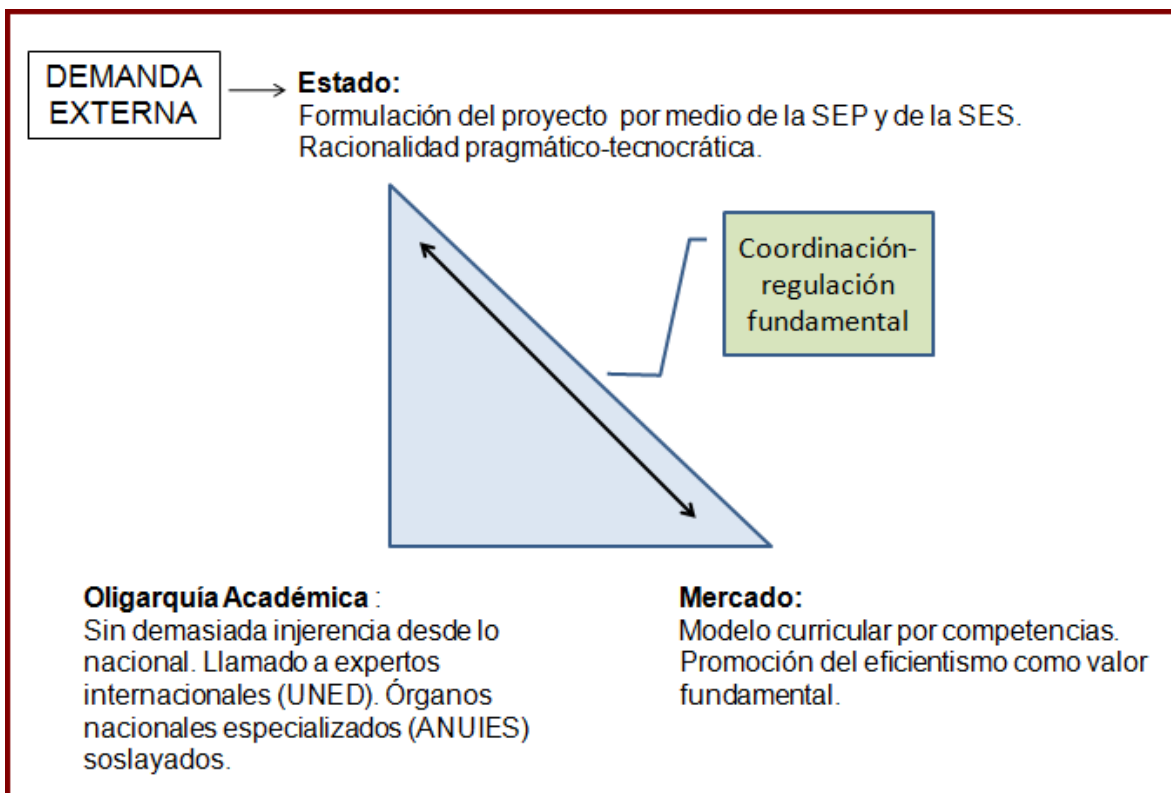 DEMANDA
EXTERNA
Estado:
Formulación del proyecto por medio de la SEP y de la SES.
Racionalidad pragmático-tecnocrática.
Coordinación-
regulación
fundamental
Oligarquía Académica :
Sin demasiada injerencia desde lo
nacional. Llamado a expertos
internacionales (UNED). Órganos
nacionales especializados (ANUIES)
soslayados.
Mercado:
Modelo curricular por competencias.
Promoción del eficientismo como valor
fundamental.